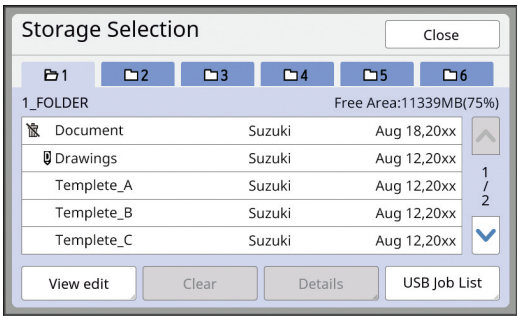 Storage Selection Close
1 2 3 4 5 6
1_FOLDER Free Area:11339MB(75%)
Document Suzuki Aug 18,20xx
Drawings Suzuki Aug 12,20xx
Templete_A Suzuki Aug 12,20xx
Templete_B Suzuki Aug 12,20xx
Templete_C Suzuki Aug 12,20xx
1
/
2
View edit Clear Details USB Job List